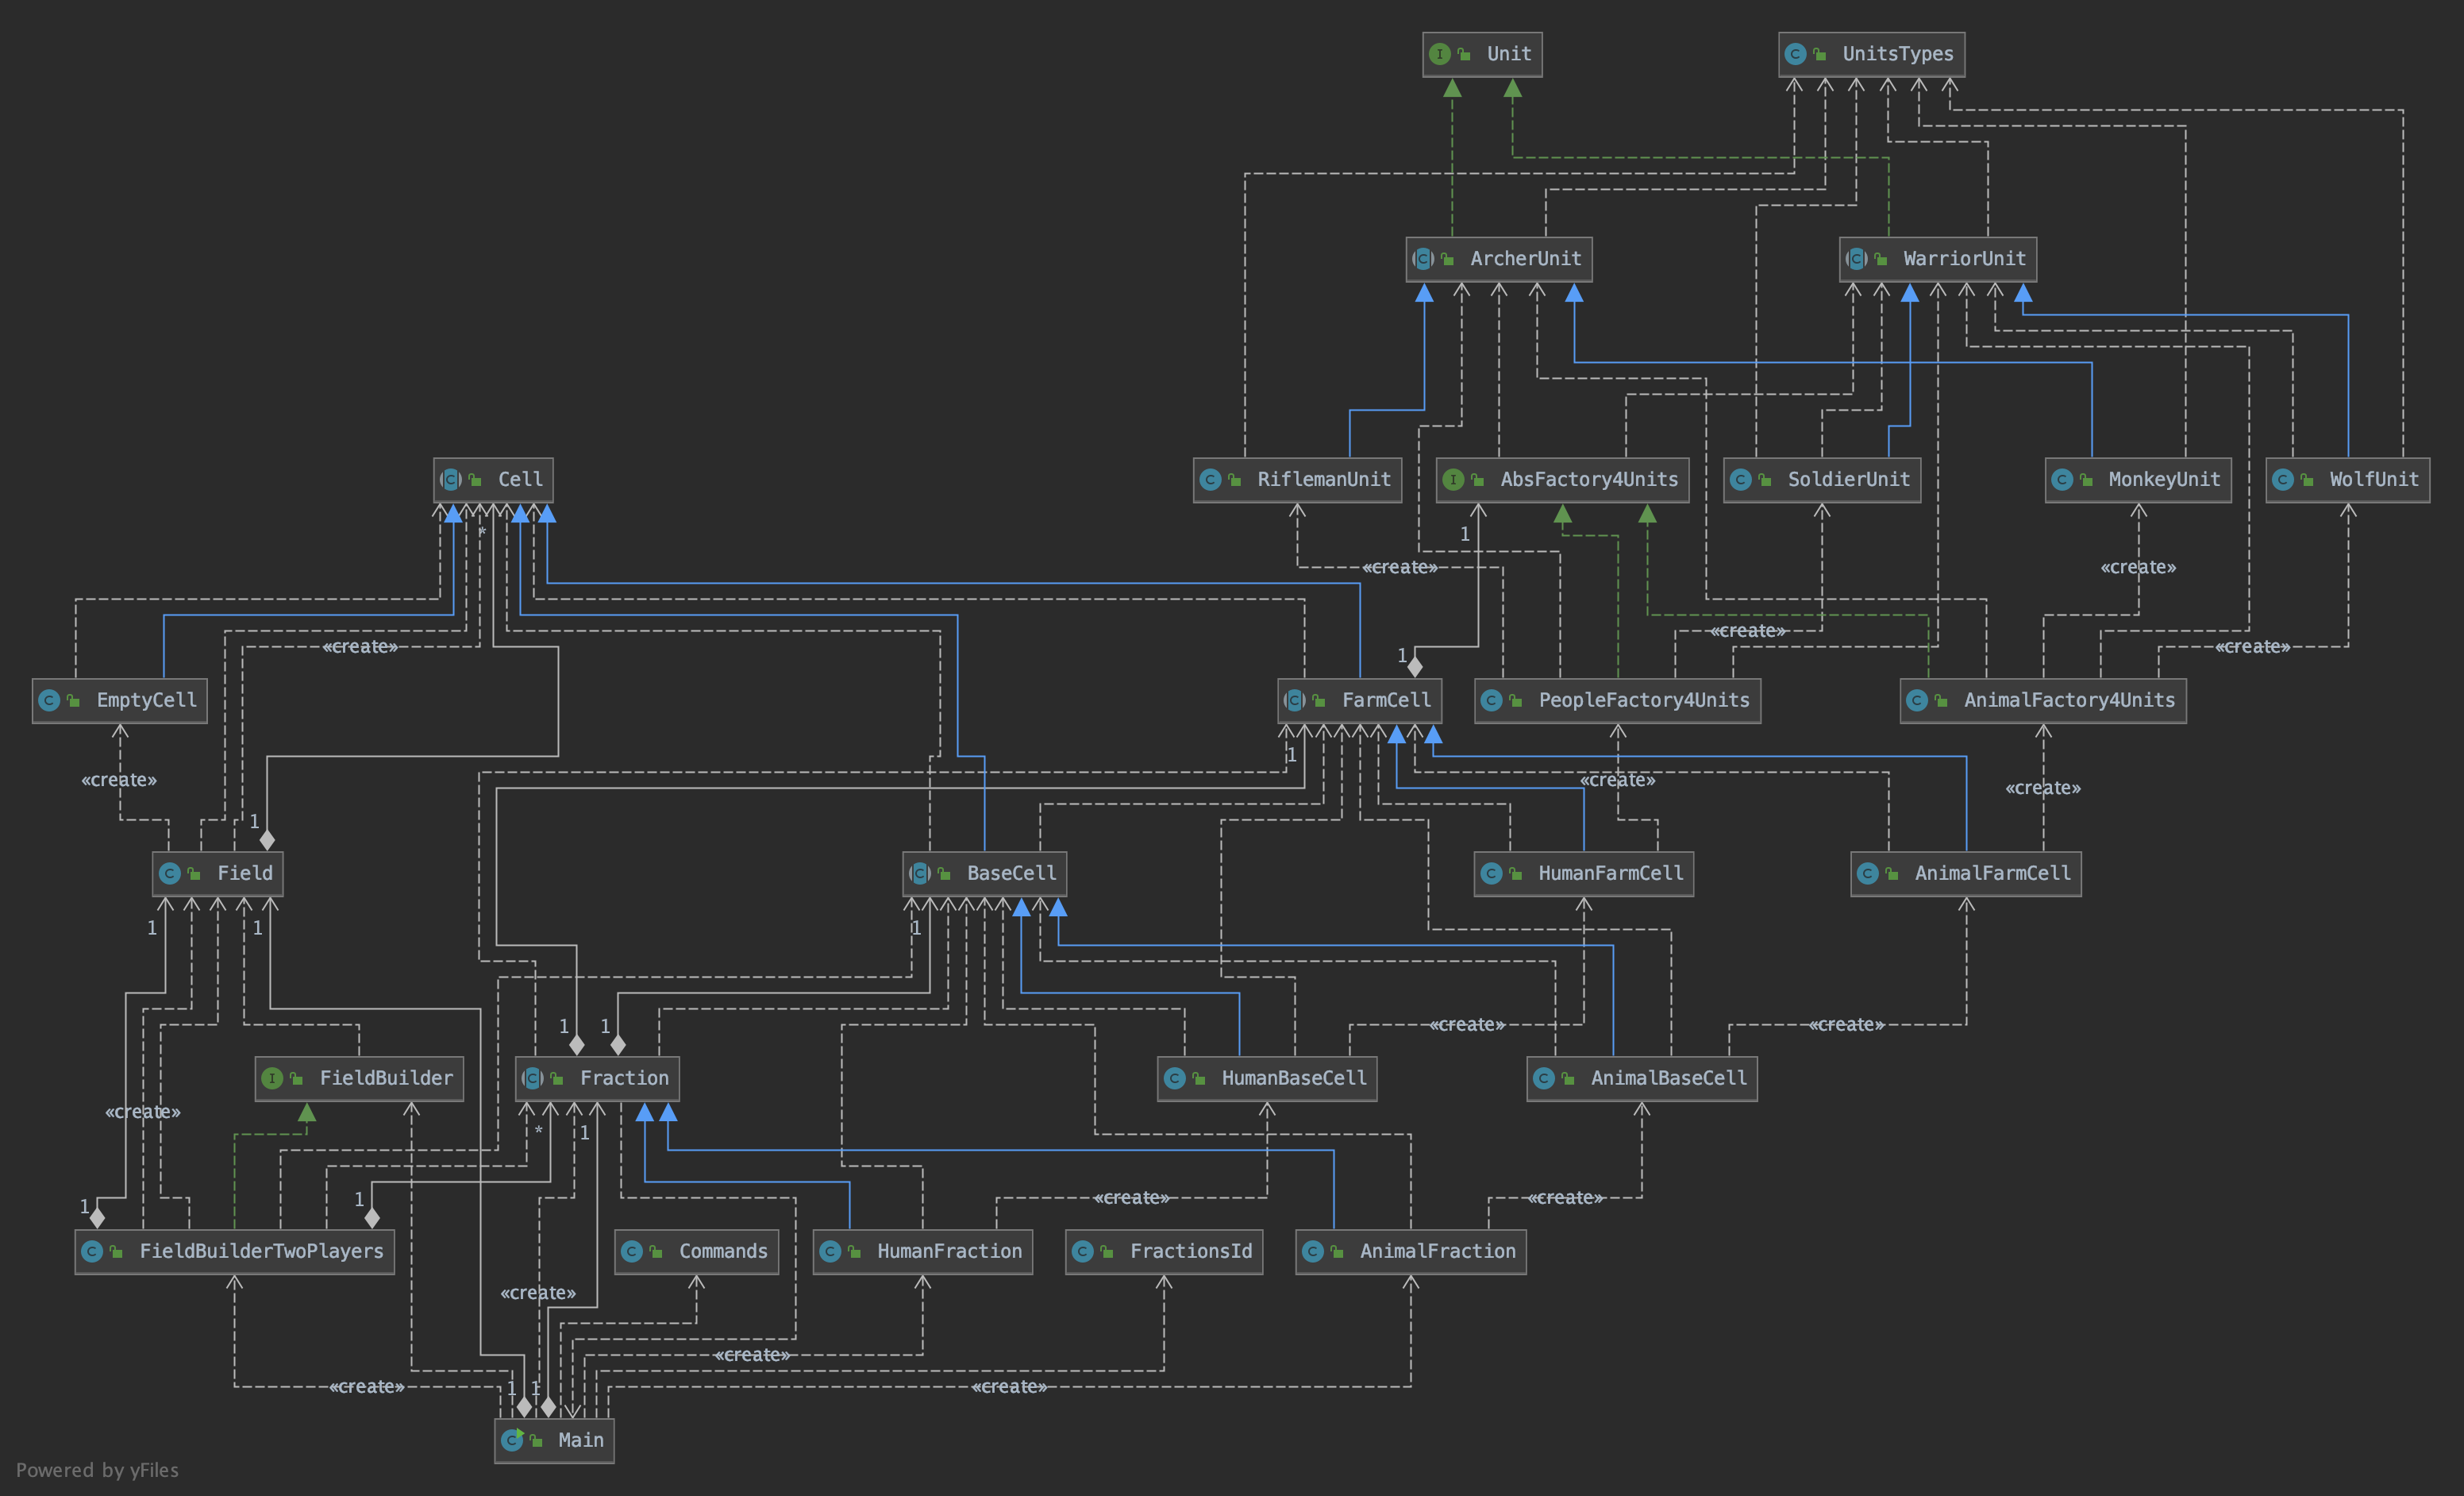 Unit
UnitsTypes
ArcherUnit
WarriorUnit
Cell
RiflemanUnit
AbsFactory4Units
SoldierUnit
MonkeyUnit
WolfUnit
*
1
«create»
«create»
«create»
«create»
«create»
1
EmptyCell
FarmCell
PeopleFactory4Units
AnimalFactory4Units
1
«create»
«create»
«create»
1
Field
BaseCell
HumanFarmCell
AnimalFarmCell
1
1
1
1
1
«create»
«create»
FieldBuilder
Fraction
HumanBaseCell
AnimalBaseCell
«create»
*
1
1
1
«create»
«create»
FieldBuilderTwoPlayers
Commands
HumanFraction
FractionsId
AnimalFraction
«create»
«create»
«create»
1
1
«create»
Main
Powered by yFiles